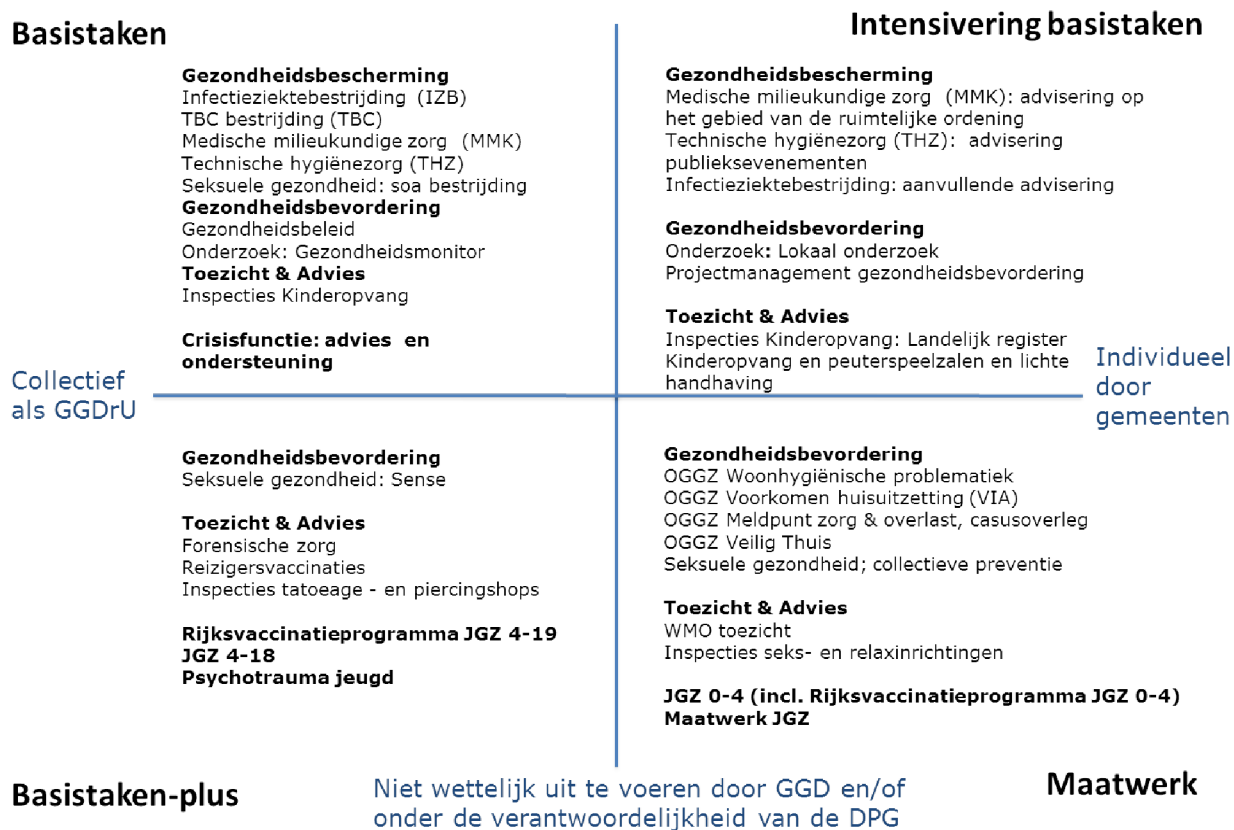 Basistaken
Gezondheidsbescherming
Infectieziektebestrijding (IZB)
TBC bestrijding (TBC)
Medische milieukundige zorg (MMK)
Technische hygiënezorg (THZ)
Seksuele gezondheid: soa bestrijding
Gezondheidsbevordering
Gezondheidsbeleid
Onderzoek: Gezondheidsmonitor
Toezicht & Advies
Inspecties Kinderopvang
Crisisfunctie: advies en
ondersteuning
Intensivering basistaken
Gezondheidsbescherming
Medische milieukundige zorg (MMK): advisering op
het gebied van de ruimtelijke ordening
Technische hygiënezorg (THZ): advisering
publieksevenementen
Infectieziektebestrijding: aanvullende advisering
Gezondheidsbevordering
Onderzoek: Lokaal onderzoek
Projectmanagement gezondheidsbevordering
Toezicht & Advies
Inspecties Kinderopvang: Landelijk register
Kinderopvang en peuterspeelzalen en lichte
handhaving
Collectief
als GGDrU
Individueel
door
gemeenten
Gezondheidsbevordering
Seksuele gezondheid: Sense
Toezicht & Advies
Forensische zorg
Reizigersvaccinaties
Inspecties tatoeage - en piercingshops
Rijksvaccinatieprogramma JGZ 4-19
JGZ 4-18
Psychotrauma jeugd
Basistaken-plus
Gezondheidsbevordering
OGGZ Woonhygiënische problematiek
OGGZ Voorkomen huisuitzetting (VIA)
OGGZ Meldpunt zorg & overlast, casusoverleg
OGGZ Veilig Thuis
Seksuele gezondheid; collectieve preventie
Toezicht & Advies
WMO toezicht
Inspecties seks- en relaxinrichtingen
JGZ 0-4 (incl. Rijksvaccinatieprogramma JGZ 0-4)
Maatwerk JGZ
Maatwerk
Niet wettelijk uit te voeren door GGD en/of
onder de verantwoordelijkheid van de DPG